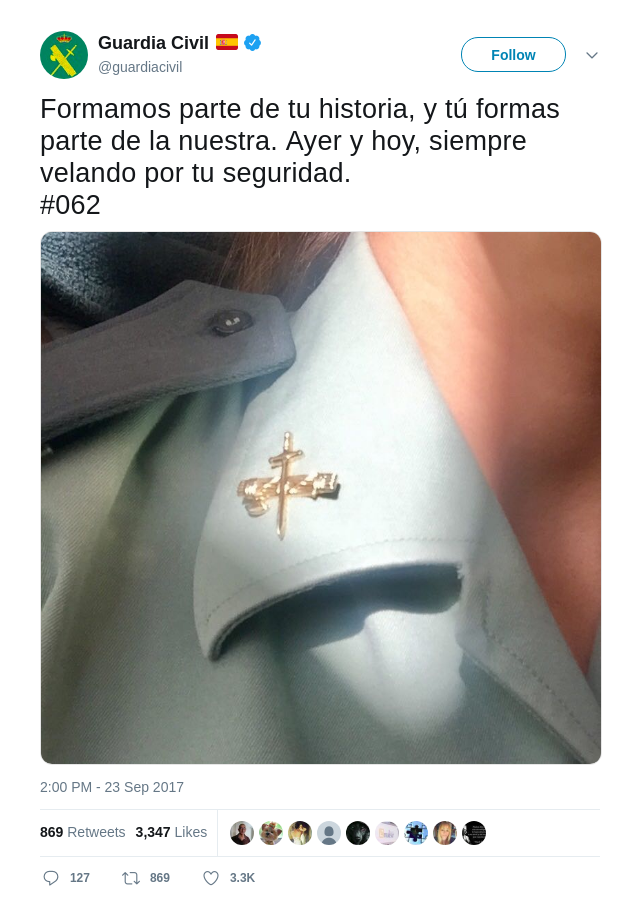 Guardia Civil
@guardiacivil
Follow
Formamos parte de tu historia, y tú formas
parte de la nuestra. Ayer y hoy, siempre
velando por tu seguridad.
#062
2:00 PM - 23 Sep 2017
869 Retweets 3,347 Likes
127 869 3.3K